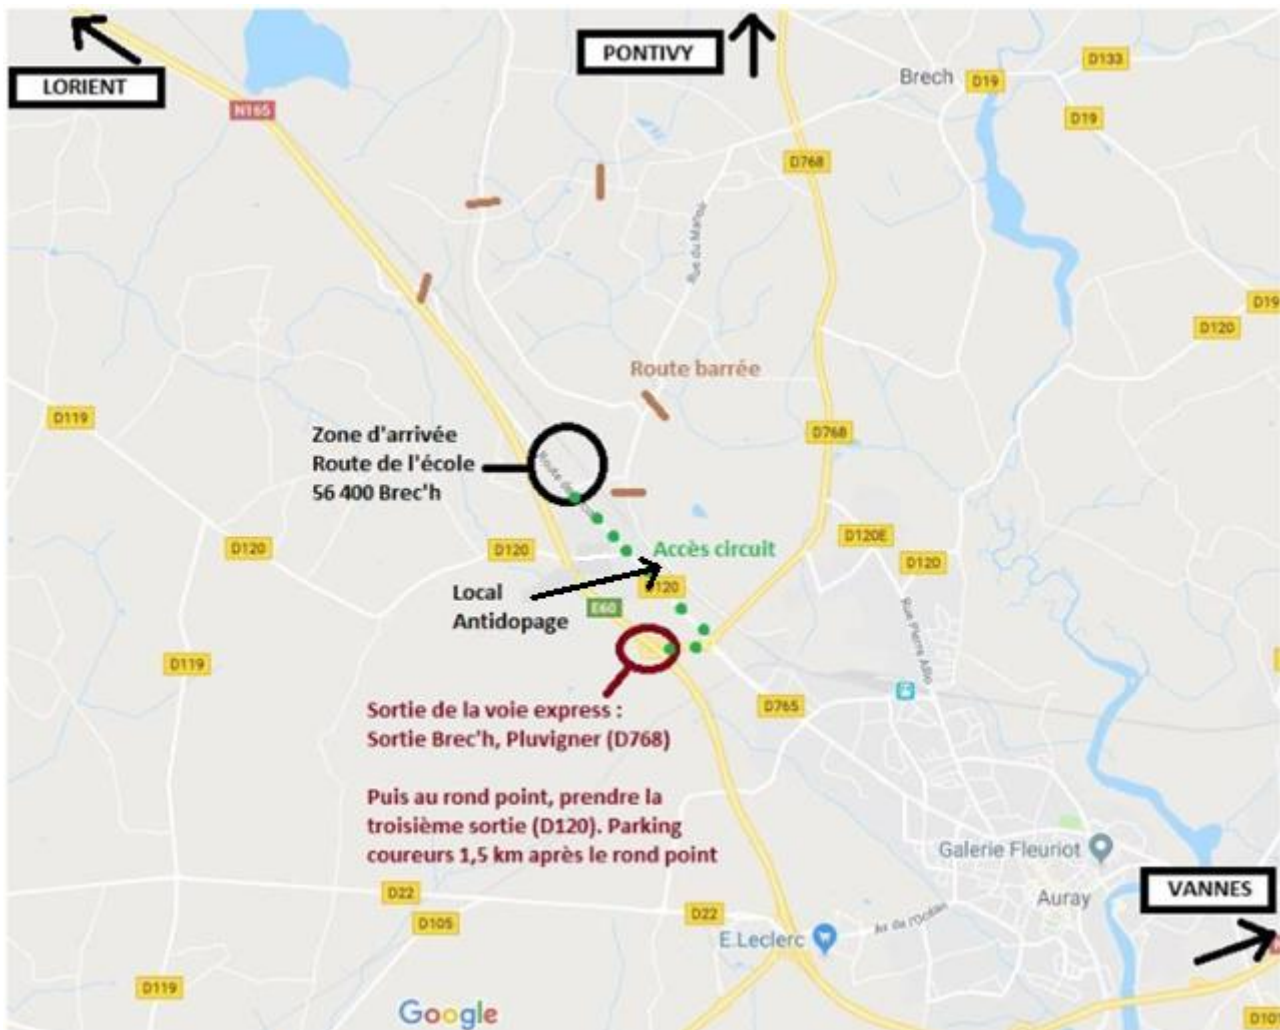 LORIENT
PONTIVY
Brech
D19
D133
D19
N165
D768
Rue du Manoir
D19
D120
Route barrée
D119
D768
Zone d'arrivée
Route de l'école
56 400 Brec'h
Route de
D120
D120
Accès circuit
D120E
D120
Local
Antidopage
D120
E60
Rue Pierre Allio
D119
D765
Sortie de la voie express :
Sortie Brec'h, Pluvigner (D768)
Puis au rond point, prendre la
troisième sortie (D120). Parking
coureurs 1,5 km après le rond point
Galerie Fleuriot
Auray
VANNES
D22
D105
D22
Av. de l'Océan
E.Leclerc
D119
Google
D101